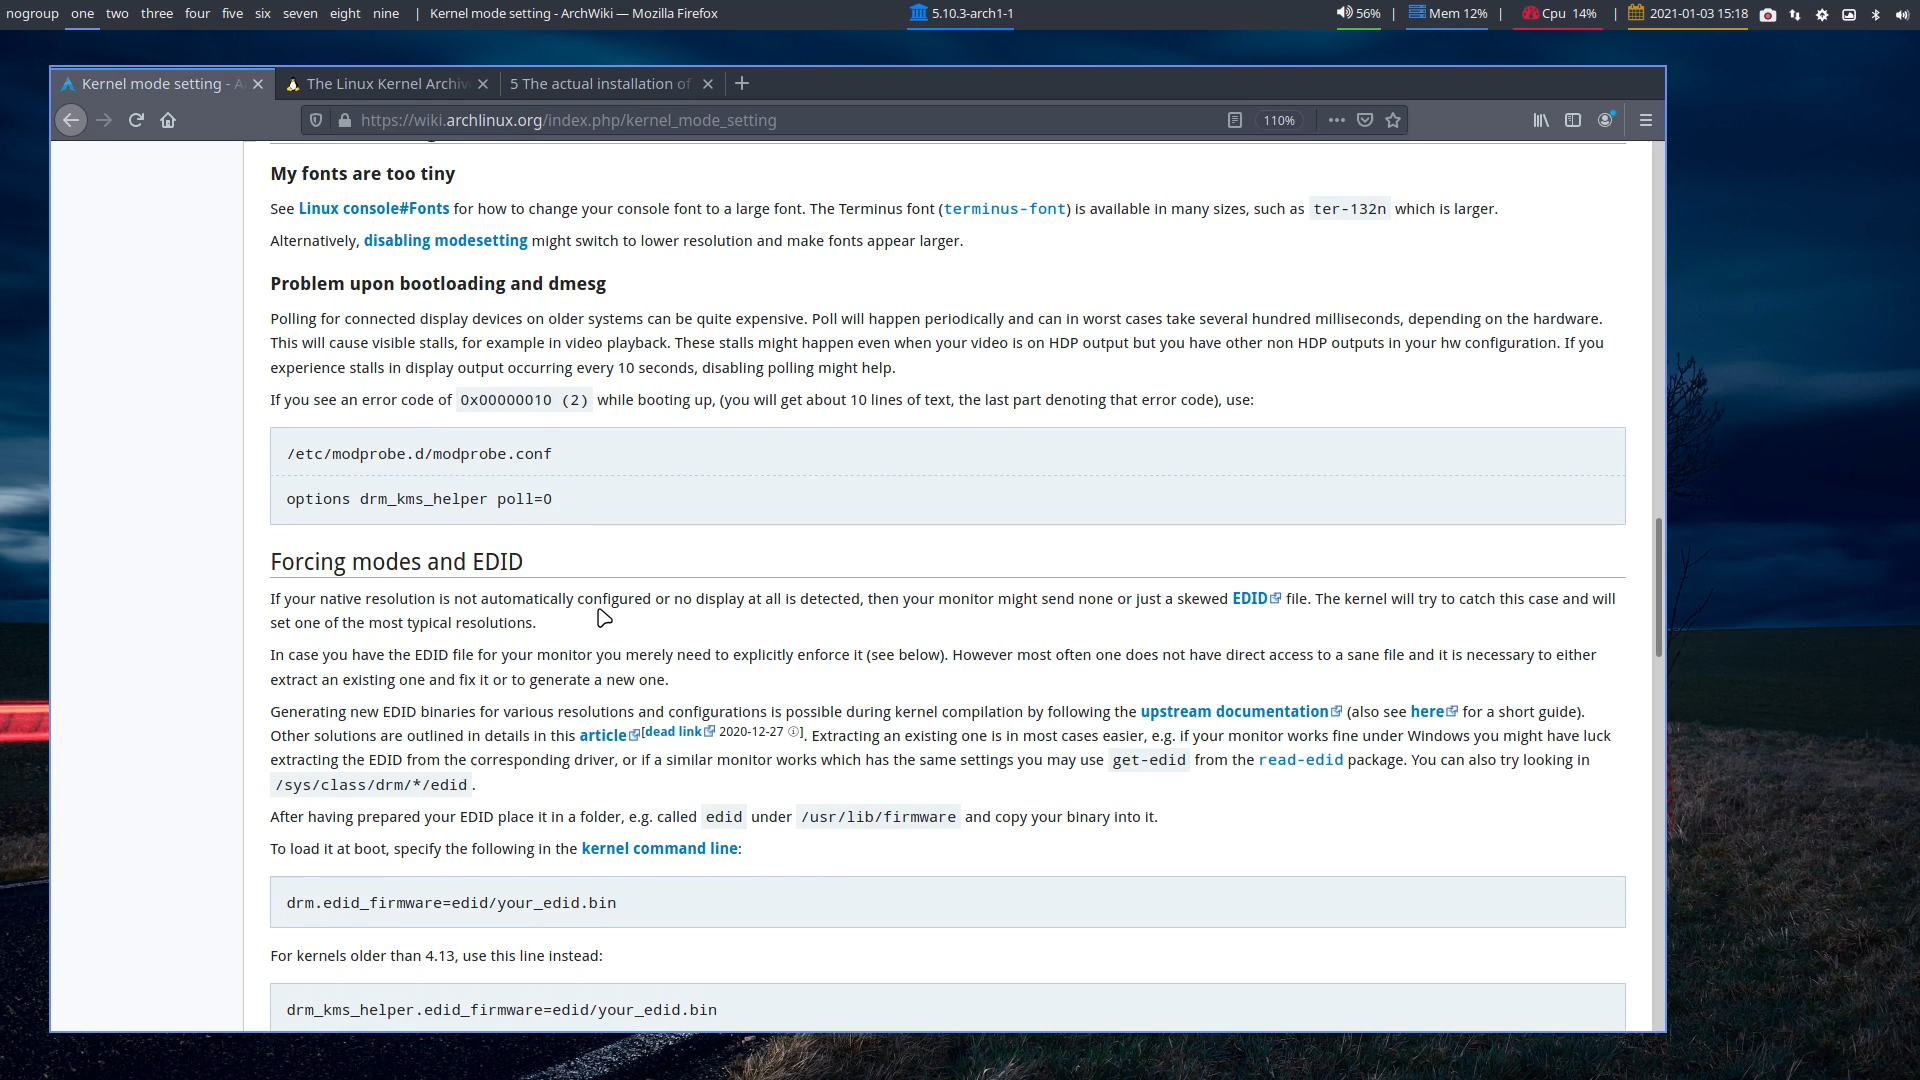 nogroup one two three four five six seven eight nine | Kernel mode setting - ArchWiki — Mozilla Firefox 5.10.3-arch1-1 56% | Mem 12% | Cpu 14% | 2021-01-03 15:18
Kernel mode setting - A The Linux Kernel Archiv 5 The actual installation of
https://wiki.archlinux.org/index.php/kernel_mode_setting 110%
My fonts are too tiny
See Linux console#Fonts for how to change your console font to a large font. The Terminus font (terminus-font) is available in many sizes, such as ter-132n which is larger.
Alternatively, disabling modesetting might switch to lower resolution and make fonts appear larger.
Problem upon bootloading and dmesg
Polling for connected display devices on older systems can be quite expensive. Poll will happen periodically and can in worst cases take several hundred milliseconds, depending on the hardware.
This will cause visible stalls, for example in video playback. These stalls might happen even when your video is on HDP output but you have other non HDP outputs in your hw configuration. If you
experience stalls in display output occurring every 10 seconds, disabling polling might help.
If you see an error code of 0x00000010 (2) while booting up, (you will get about 10 lines of text, the last part denoting that error code), use:
/etc/modprobe.d/modprobe.conf
options drm_kms_helper poll=0
Forcing modes and EDID
If your native resolution is not automatically configured or no display at all is detected, then your monitor might send none or just a skewed EDID file. The kernel will try to catch this case and will
set one of the most typical resolutions.
In case you have the EDID file for your monitor you merely need to explicitly enforce it (see below). However most often one does not have direct access to a sane file and it is necessary to either
extract an existing one and fix it or to generate a new one.
Generating new EDID binaries for various resolutions and configurations is possible during kernel compilation by following the upstream documentation (also see here for a short guide).
Other solutions are outlined in details in this article[dead link 2020-12-27 ⓘ]. Extracting an existing one is in most cases easier, e.g. if your monitor works fine under Windows you might have luck
extracting the EDID from the corresponding driver, or if a similar monitor works which has the same settings you may use get-edid from the read-edid package. You can also try looking in
/sys/class/drm/*/edid.
After having prepared your EDID place it in a folder, e.g. called edid under /usr/lib/firmware and copy your binary into it.
To load it at boot, specify the following in the kernel command line:
drm.edid_firmware=edid/your_edid.bin
For kernels older than 4.13, use this line instead:
drm_kms_helper.edid_firmware=edid/your_edid.bin